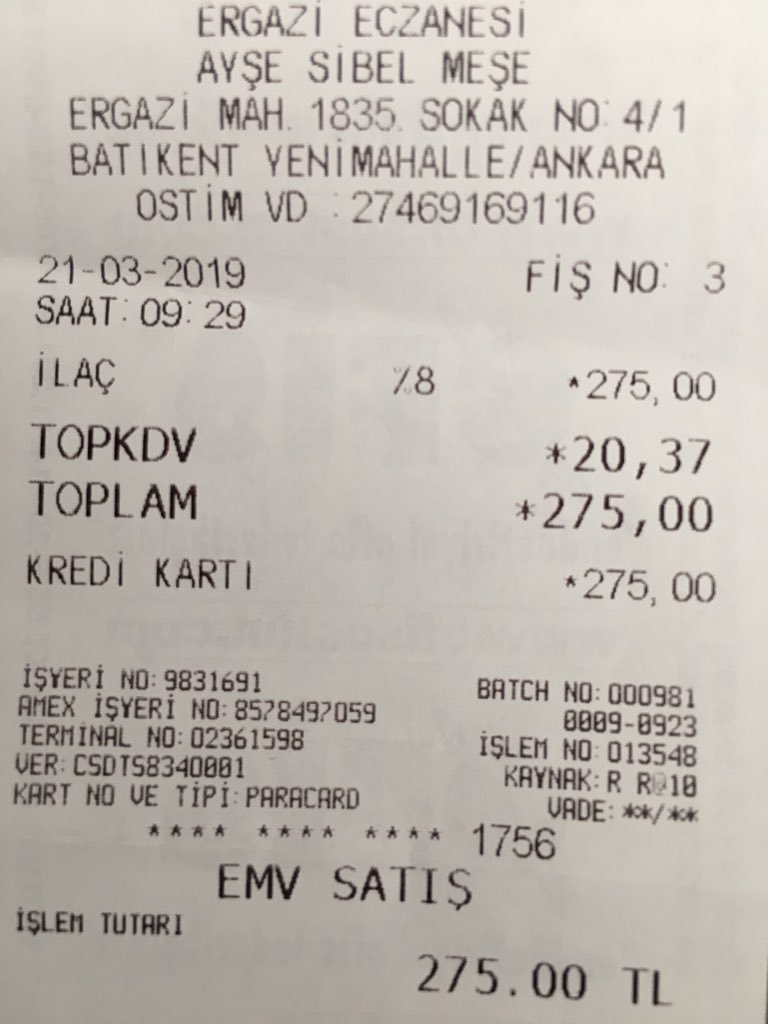 ERGAZİ ECZANESİ
AYŞE SİBEL MEŞE
ERGAZİ MAH. 1835. SOKAK NO: 4/1
BATIKENT YENİMAHALLE/ANKARA
OSTİM VD : 27469169116
21-03-2019 FİŞ NO: 3
SAAT: 09:29
İLAÇ %8 *275,00
TOPKDV *20,37
TOPLAM *275,00
KREDİ KARTI *275,00
İŞYERİ NO: 9831691 BATCH NO: 000981
AMEX İŞYERİ NO: 8578497059 0009-0923
TERMİNAL NO: 02361598 İŞLEM NO: 013548
VER: CSDTS8340001 KAYNAK: R R 10
KART NO VE TİPİ: PARACARD VADE: **/**
**** **** **** 1756
EMV SATIŞ
İŞLEM TUTARI
275.00 TL